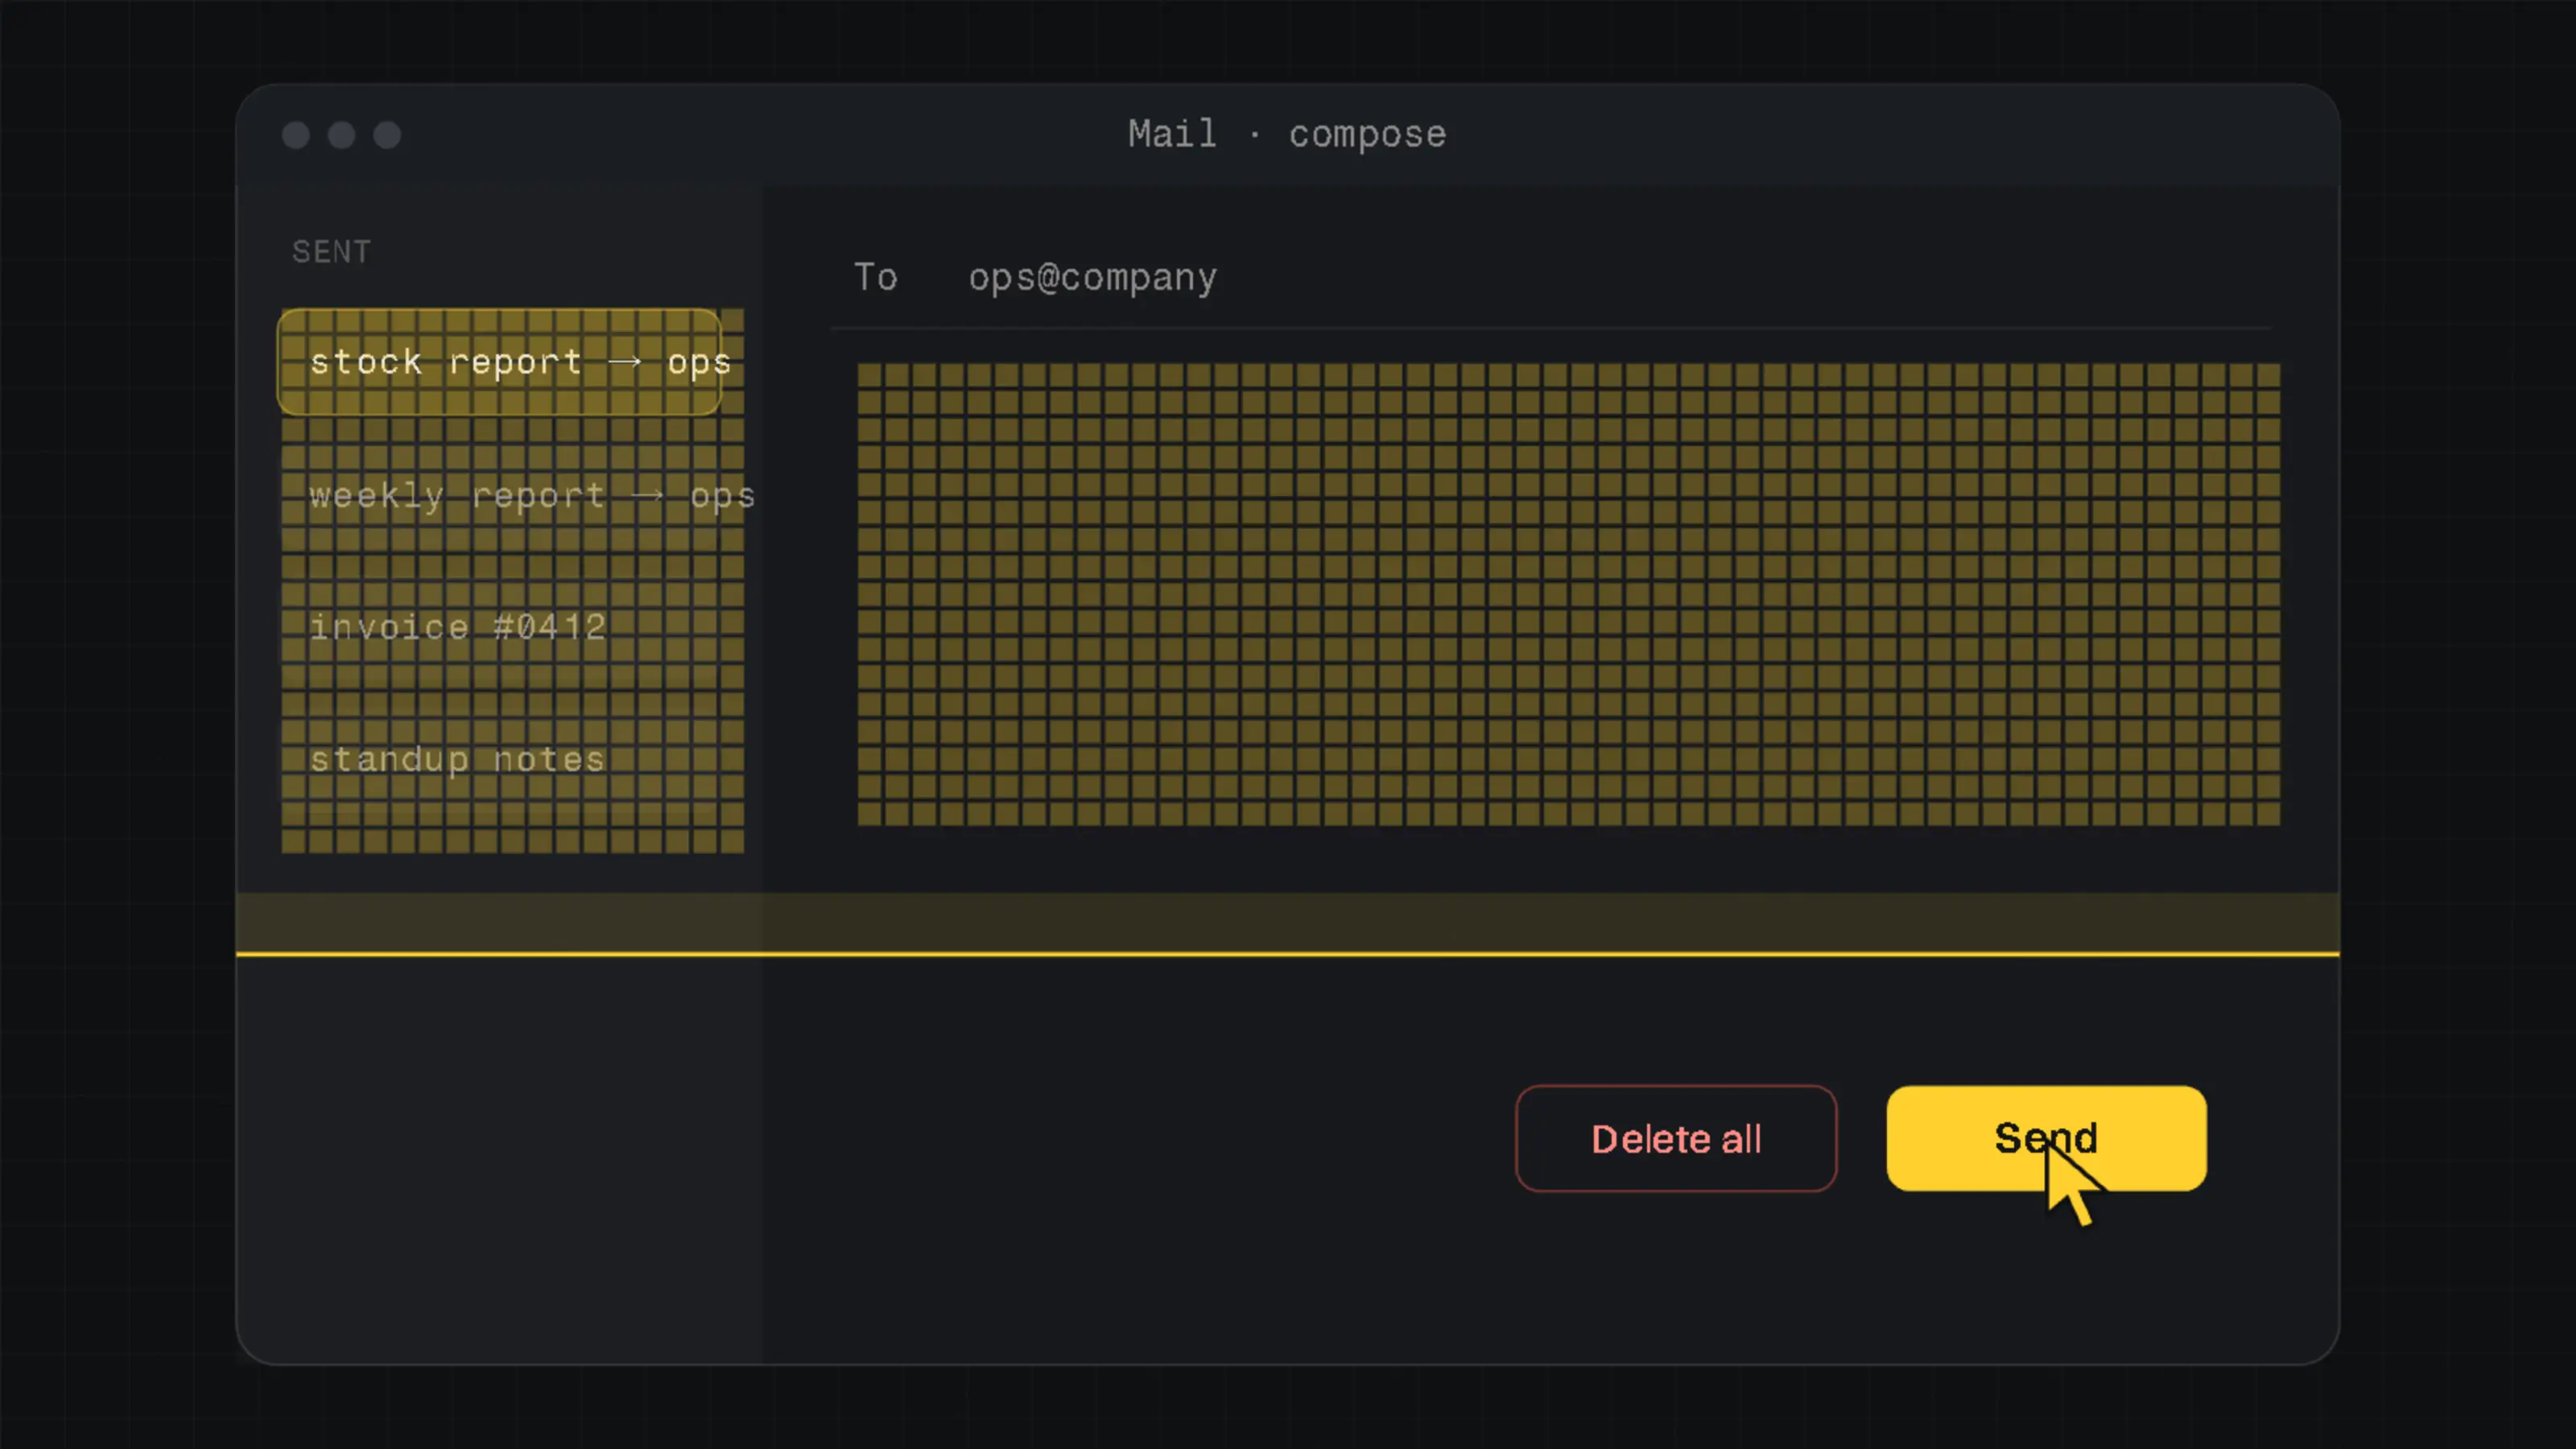 Mail · compose
SENT
stock report → ops
weekly report → ops
invoice #0412
standup notes
To ops@company
Delete all
Send